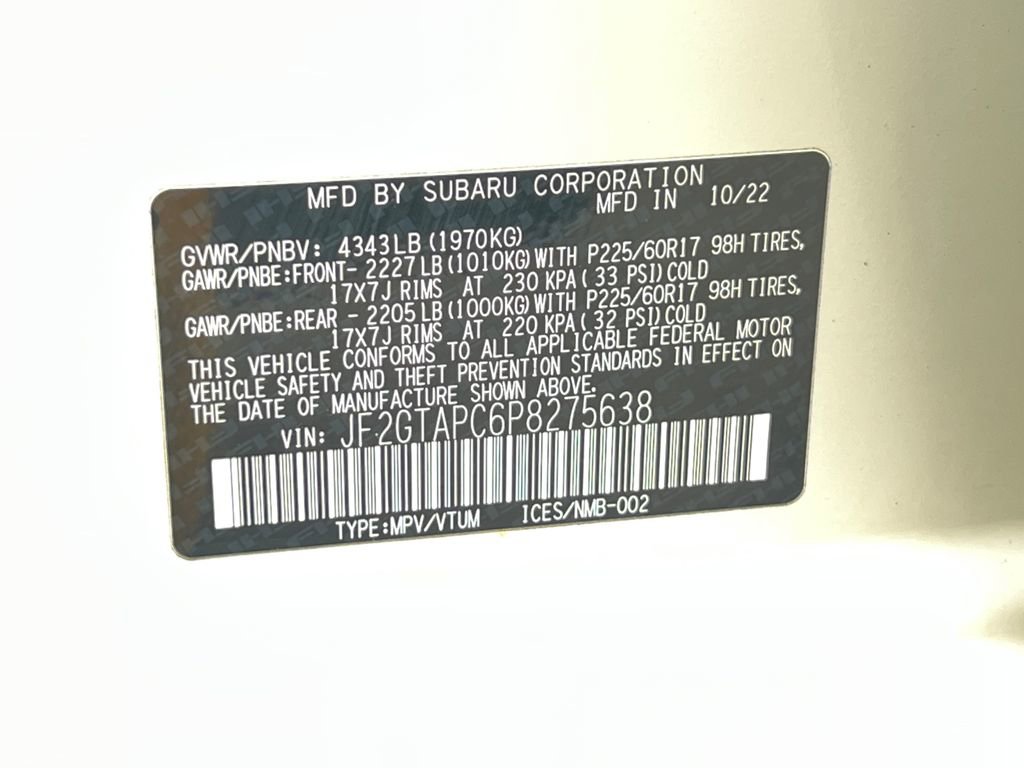 MFD BY SUBARU CORPORATION
MFD IN 10/22
GVWR/PNBV: 4343LB (1970KG)
GAWR/PNBE:FRONT- 2227LB (1010KG) WITH P225/60R17 98H TIRES,
17X7J RIMS AT 230 KPA (33 PSI) COLD
GAWR/PNBE:REAR - 2205LB (1000KG) WITH P225/60R17 98H TIRES,
17X7J RIMS AT 220 KPA (32 PSI) COLD
THIS VEHICLE CONFORMS TO ALL APPLICABLE FEDERAL MOTOR
VEHICLE SAFETY AND THEFT PREVENTION STANDARDS IN EFFECT ON
THE DATE OF MANUFACTURE SHOWN ABOVE.
VIN: JF2GTAPC6P8275638
TYPE:MPV/VTUM ICES/NMB-002